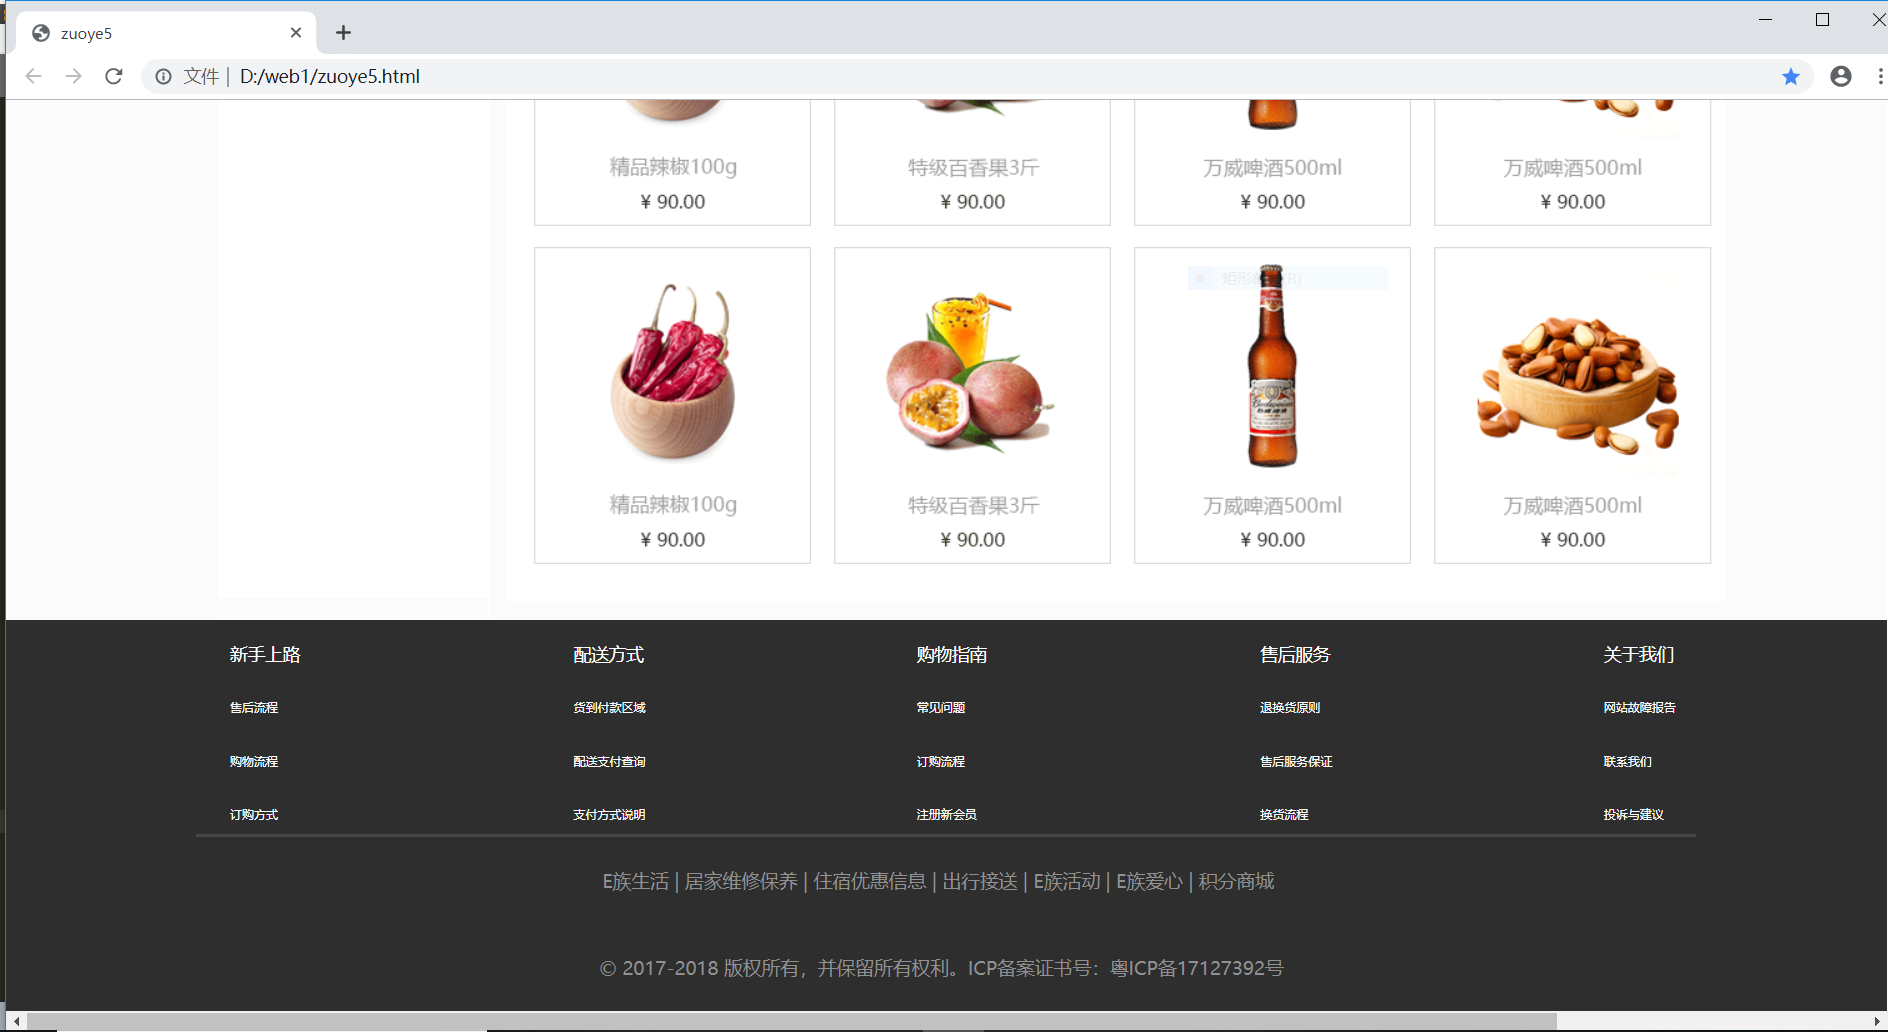 zuoye5
文件 | D:/web1/zuoye5.html
精品辣椒100g 特级百香果3斤 万威啤酒500ml 万威啤酒500ml
¥ 90.00 ¥ 90.00 ¥ 90.00 ¥ 90.00
Budweiser
精品辣椒100g 特级百香果3斤 万威啤酒500ml 万威啤酒500ml
¥ 90.00 ¥ 90.00 ¥ 90.00 ¥ 90.00
新手上路 配送方式 购物指南 售后服务 关于我们
售后流程 货到付款区域 常见问题 退换货原则 网站故障报告
购物流程 配送支付查询 订购流程 售后服务保证 联系我们
订购方式 支付方式说明 注册新会员 换货流程 投诉与建议
E族生活 | 居家维修保养 | 住宿优惠信息 | 出行接送 | E族活动 | E族爱心 | 积分商城
© 2017-2018 版权所有，并保留所有权利。ICP备案证书号：粤ICP备17127392号